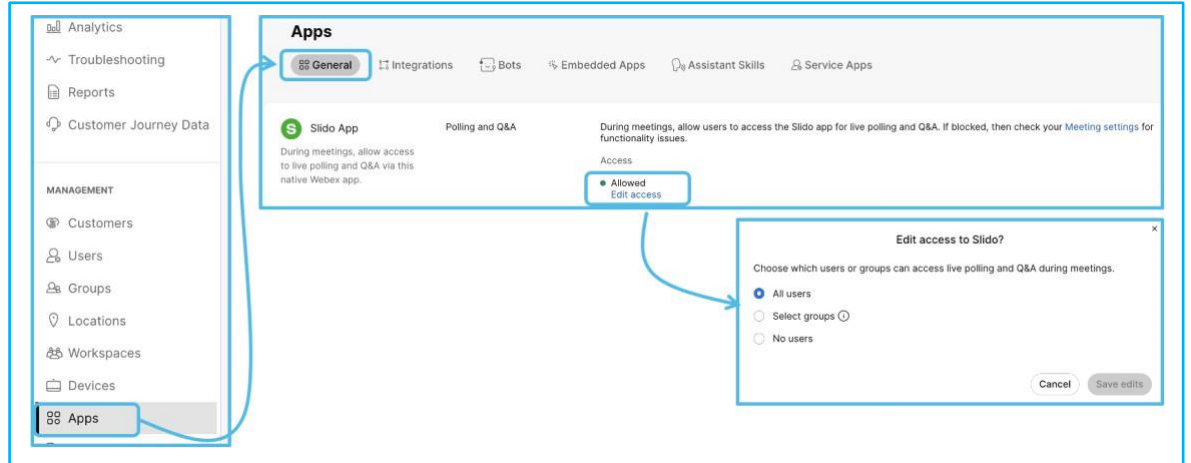 Analytics
Troubleshooting
Reports
Customer Journey Data
MANAGEMENT
Customers
Users
Groups
Locations
Workspaces
Devices
Apps
Apps
General
Integrations
Bots
Embedded Apps
Assistant Skills
Service Apps
S
Slido App
During meetings, allow access
to live polling and Q&A via this
native Webex app.
Polling and Q&A
During meetings, allow users to access the Slido app for live polling and Q&A. If blocked, then check your Meeting settings for
functionality issues.
Access
Allowed
Edit access
Edit access to Slido?
×
Choose which users or groups can access live polling and Q&A during meetings.
All users
Select groups
No users
Cancel
Save edits